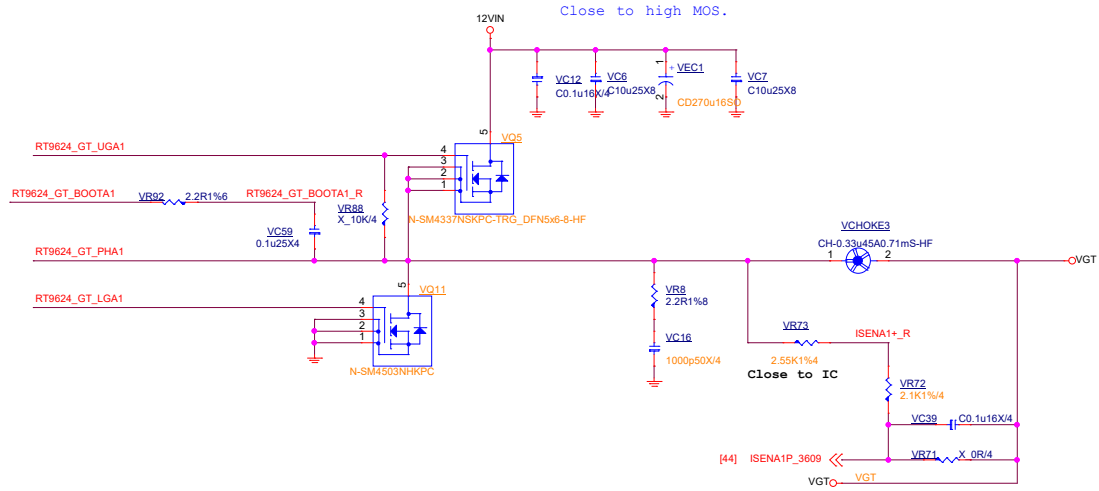 Close to high MOS.
12VIN
VC12
C0.1u16X/4
VC6
C10u25X8
1
+
VEC1
2
CD270u16SO
VC7
C10u25X8
5
VQ5
RT9624_GT_UGA1
4
3
2
1
N-SM4337NSKPC-TRG_DFN5x6-8-HF
RT9624_GT_BOOTA1
VR92
2.2R1%6
RT9624_GT_BOOTA1_R
VR88
X_10K/4
VC59
0.1u25X4
RT9624_GT_PHA1
VCHOKE3
CH-0.33u45A0.71mS-HF
1
2
VGT
RT9624_GT_LGA1
5
VQ11
4
3
2
1
N-SM4503NHKPC
VR8
2.2R1%8
VC16
1000p50X/4
VR73
2.55K1%4
Close to IC
ISENA1+_R
VR72
2.1K1%/4
VC39
C0.1u16X/4
[44]
ISENA1P_3609
VR71
X_0R/4
VGT
VGT